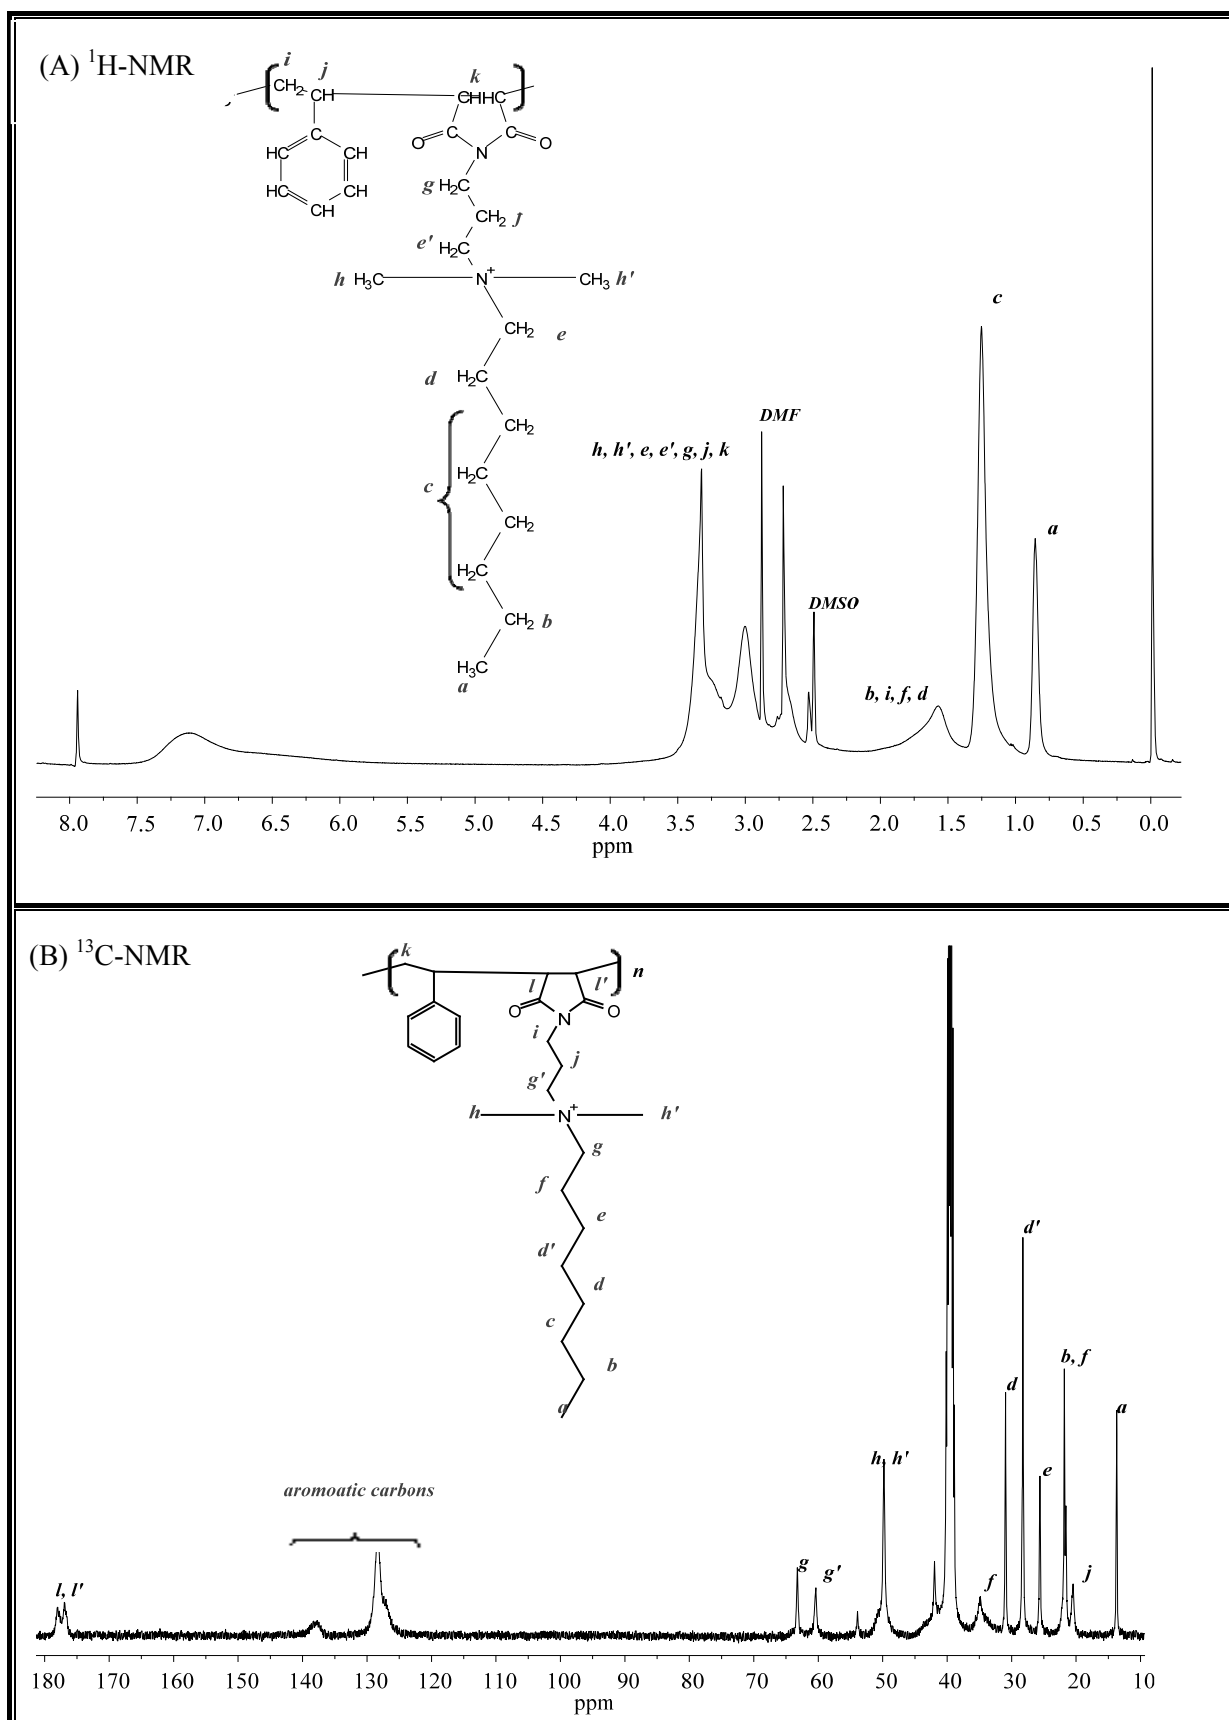 (A) ¹H-NMR
i
j
k
CH₂
CH
CHHC
O
C
C
O
N
C
HC
CH
HC
CH
CH
g
H₂C
CH₂
f
e'
H₂C
h
H₃C
N⁺
CH₃
h'
CH₂
e
d
H₂C
CH₂
c
H₂C
CH₂
H₂C
CH₂
b
H₃C
a
h, h', e, e', g, j, k
DMF
DMSO
b, i, f, d
c
a
8.0 7.5 7.0 6.5 6.0 5.5 5.0 4.5 4.0 3.5 3.0 2.5 2.0 1.5 1.0 0.5 0.0
ppm
(B) ¹³C-NMR
k
n
l
l'
O
N
O
i
j
g'
h
N⁺
h'
g
f
e
d'
d
c
b
a
aromoatic carbons
l, l'
g
g'
h, h'
f
d
d'
e
b, f
j
a
180 170 160 150 140 130 120 110 100 90 80 70 60 50 40 30 20 10
ppm